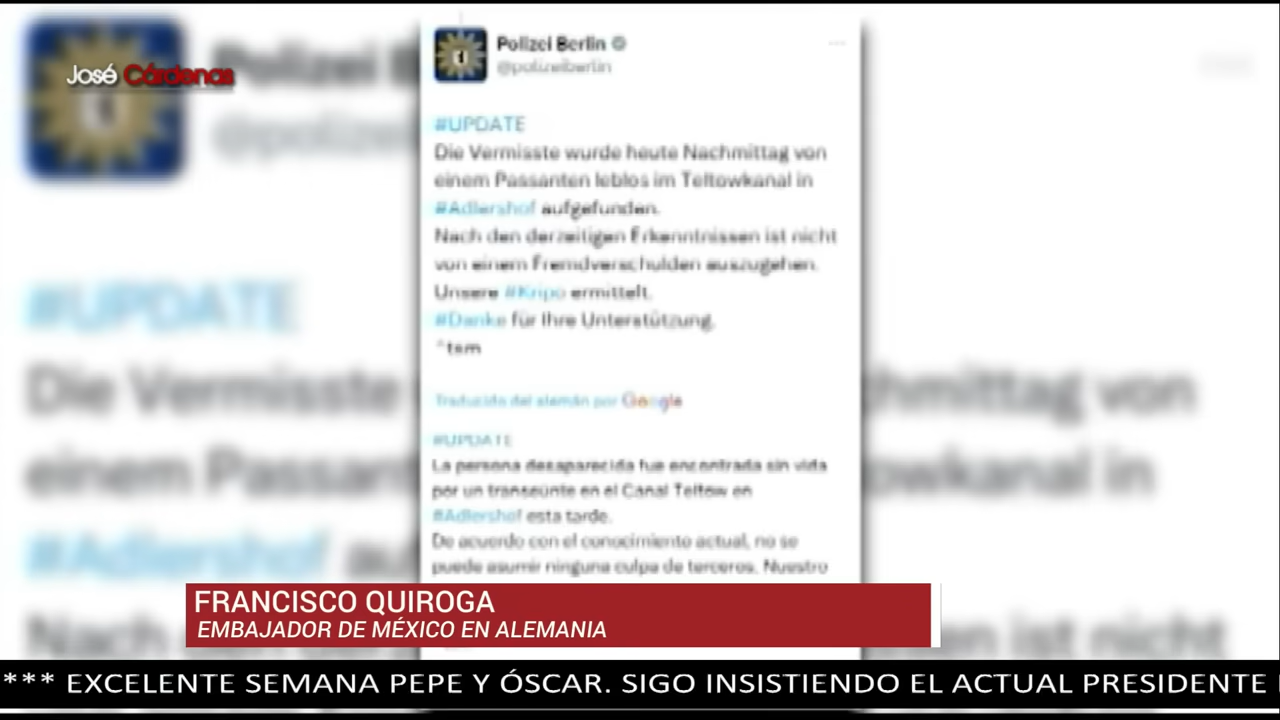 José Cárdenas
Polizei Berlin
@polizeiberlin
#UPDATE
Die Vermisste wurde heute Nachmittag von
einem Passanten leblos im Teltowkanal in
#Adlershof aufgefunden.
Nach den derzeitigen Erkenntnissen ist nicht
von einem Fremdverschulden auszugehen.
Unsere #Kripo ermittelt.
#Danke für Ihre Unterstützung.
^tsm
Traducido del alemán por Google
#UPDATE
La persona desaparecida fue encontrada sin vida
por un transeúnte en el Canal Teltow en
#Adlershof esta tarde.
De acuerdo con el conocimiento actual, no se
puede asumir ninguna culpa de terceros. Nuestro
FRANCISCO QUIROGA
EMBAJADOR DE MÉXICO EN ALEMANIA
*** EXCELENTE SEMANA PEPE Y ÓSCAR. SIGO INSISTIENDO EL ACTUAL PRESIDENTE